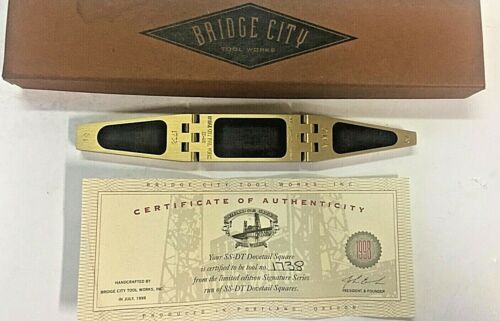 BRIDGE CITY
TOOL WORKS
1738
BRIDGE CITY TOOL WORKS, INC
CERTIFICATE OF AUTHENTICITY
Your SS-DT Dovetail Square
is certified to be tool no. 1738
from the limited edition Signature Series
run of SS-DT Dovetail Squares.
HANDCRAFTED BY
BRIDGE CITY TOOL WORKS, INC
IN JULY, 1998
1998
PRESIDENT & FOUNDER
PRODUCED IN PORTLAND, OREGON